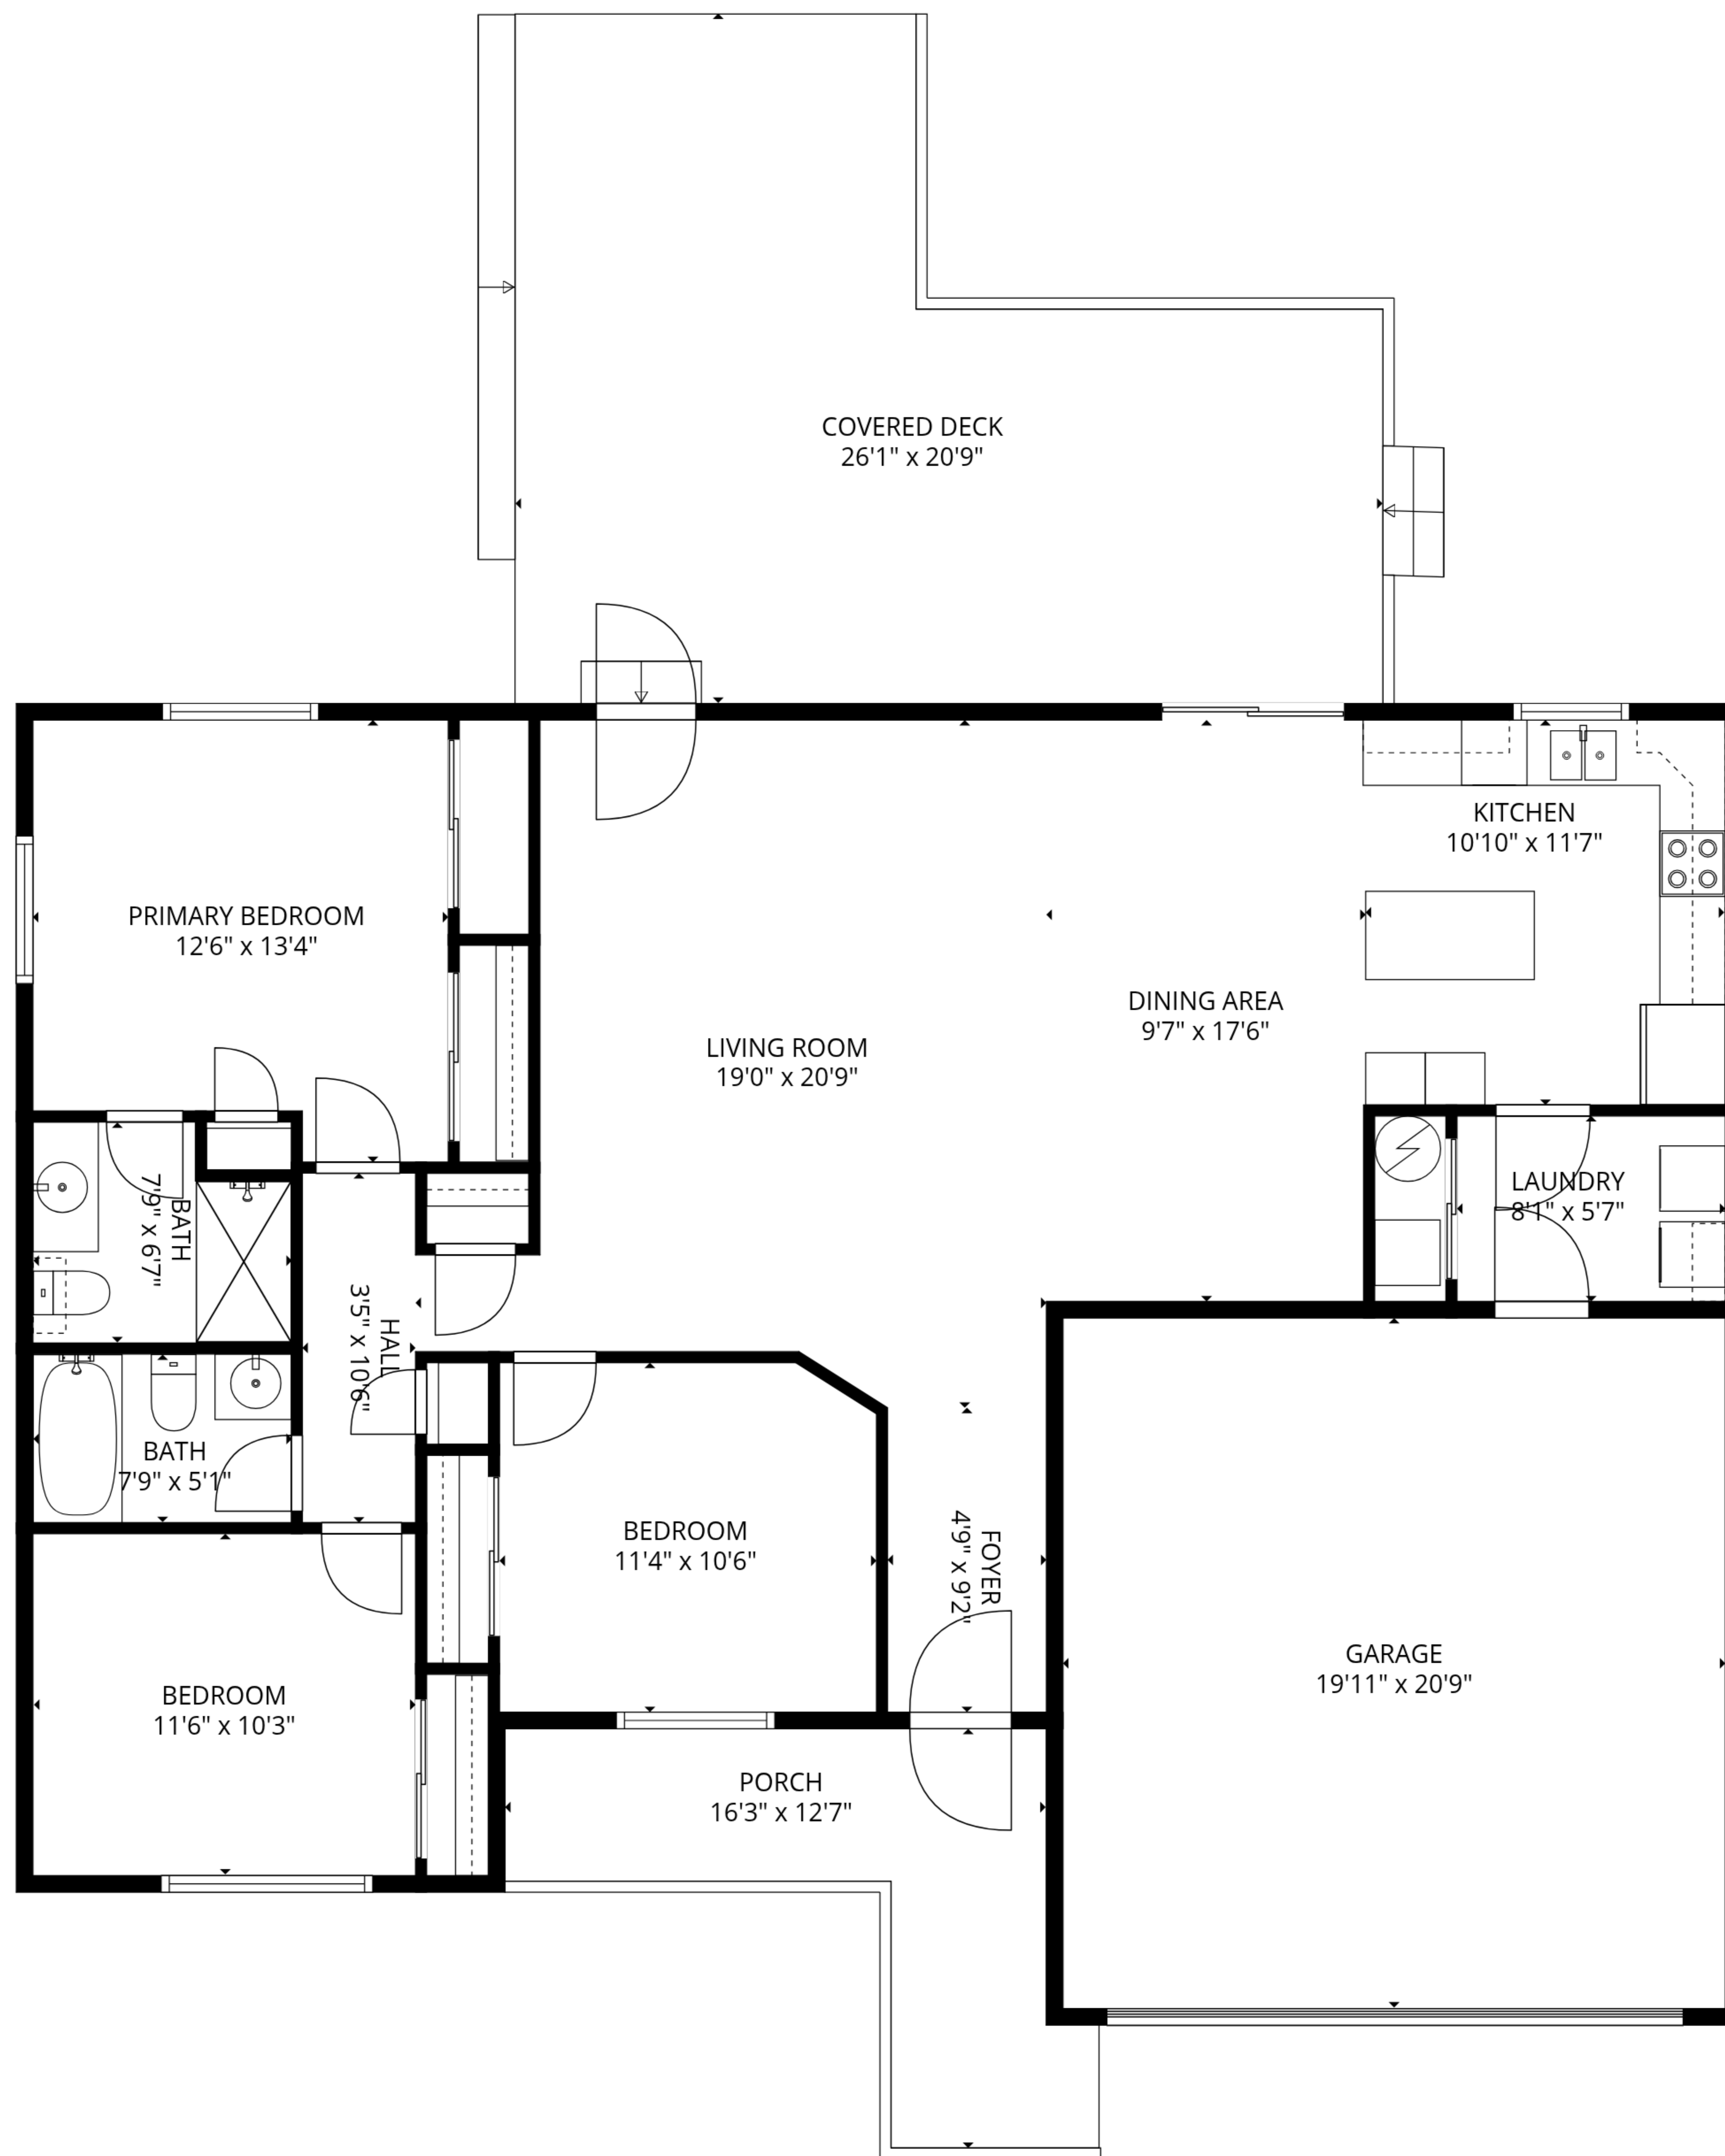 COVERED DECK
26'1" x 20'9"
KITCHEN
10'10" x 11'7"
PRIMARY BEDROOM
12'6" x 13'4"
DINING AREA
9'7" x 17'6"
LIVING ROOM
19'0" x 20'9"
LAUNDRY
8'1" x 5'7"
BATH
7'9" x 6'7"
HALL
3'5" x 10'6"
BATH
7'9" x 5'1"
BEDROOM
11'4" x 10'6"
FOYER
4'9" x 9'2"
GARAGE
19'11" x 20'9"
BEDROOM
11'6" x 10'3"
PORCH
16'3" x 12'7"